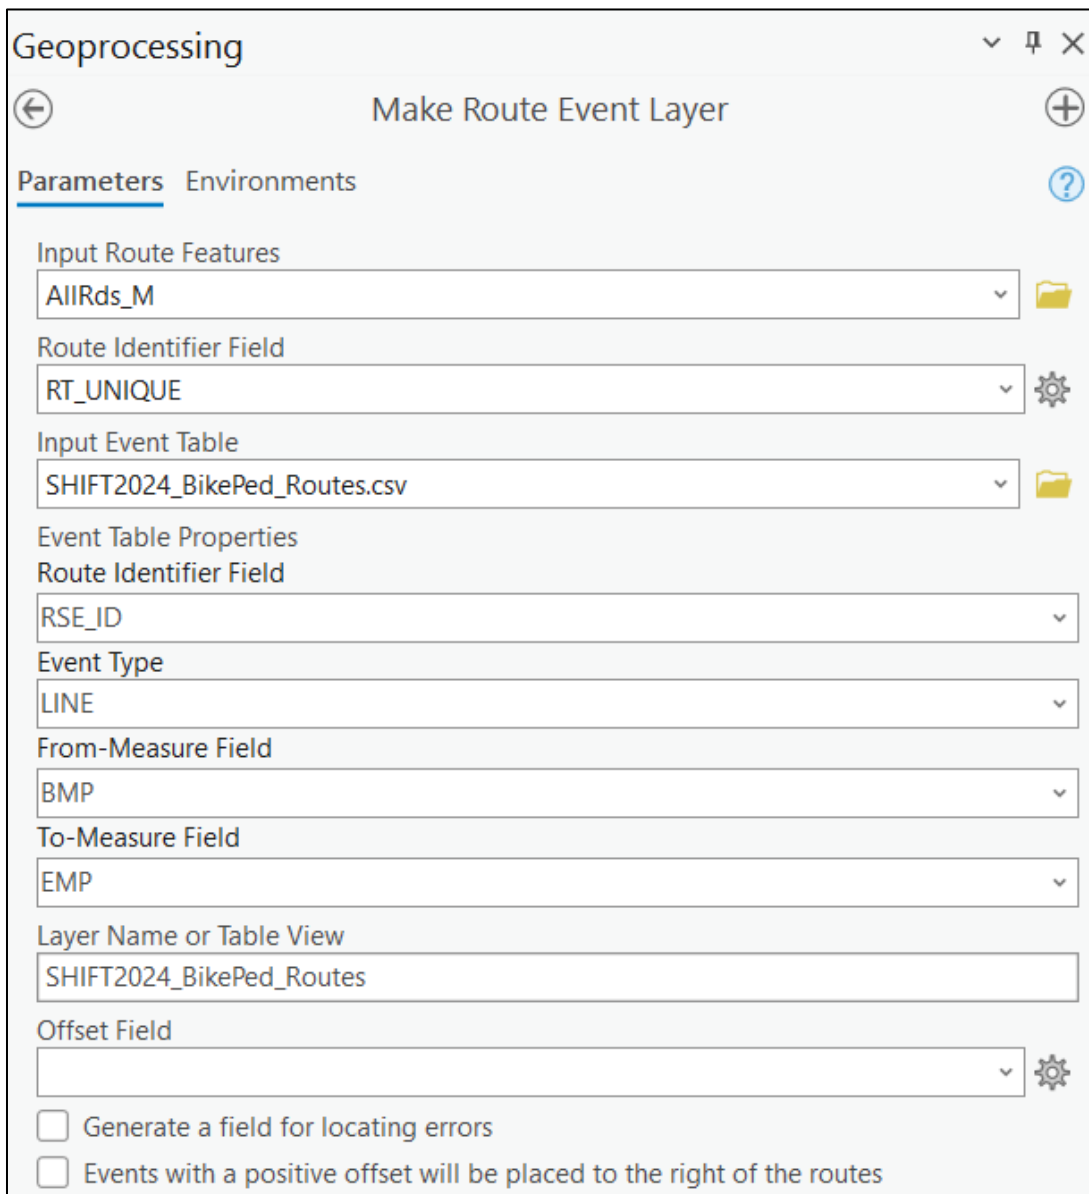 Geoprocessing
Make Route Event Layer
Parameters Environments
Input Route Features
AllRds_M
Route Identifier Field
RT_UNIQUE
Input Event Table
SHIFT2024_BikePed_Routes.csv
Event Table Properties
Route Identifier Field
RSE_ID
Event Type
LINE
From-Measure Field
BMP
To-Measure Field
EMP
Layer Name or Table View
SHIFT2024_BikePed_Routes
Offset Field
Generate a field for locating errors
Events with a positive offset will be placed to the right of the routes